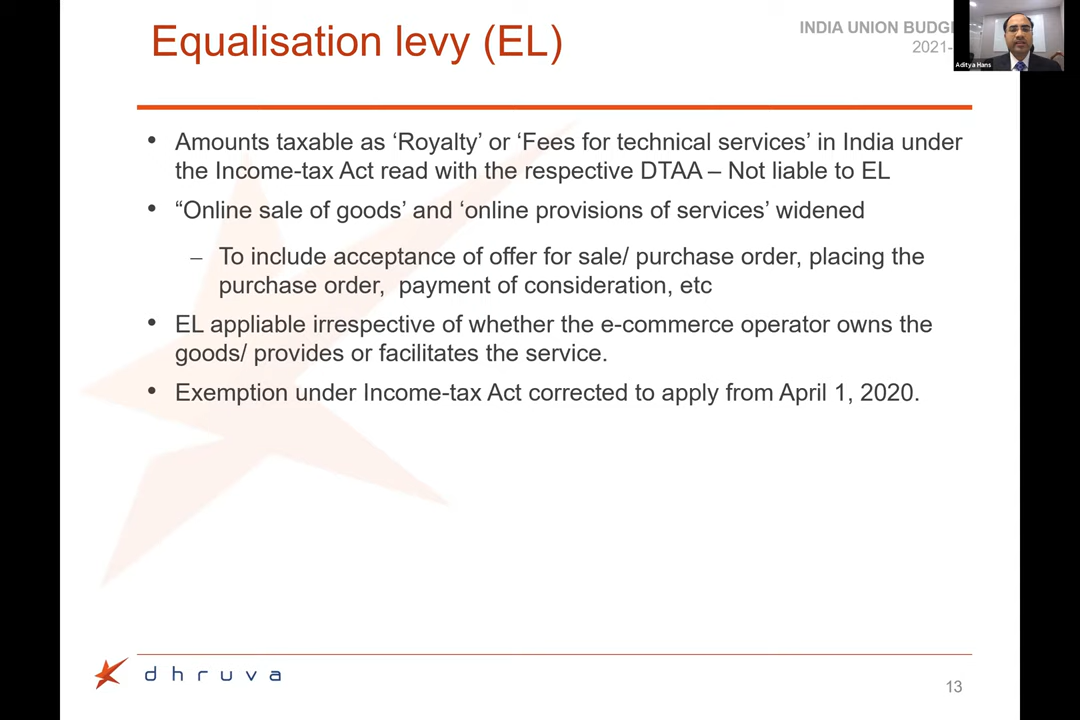 Equalisation levy (EL)
INDIA UNION BUDG
2021-
Aditya Hans
• Amounts taxable as ‘Royalty’ or ‘Fees for technical services’ in India under
the Income-tax Act read with the respective DTAA – Not liable to EL
• “Online sale of goods’ and ‘online provisions of services’ widened
– To include acceptance of offer for sale/ purchase order, placing the
purchase order,  payment of consideration, etc
• EL appliable irrespective of whether the e-commerce operator owns the
goods/ provides or facilitates the service.
• Exemption under Income-tax Act corrected to apply from April 1, 2020.
dhruva
13